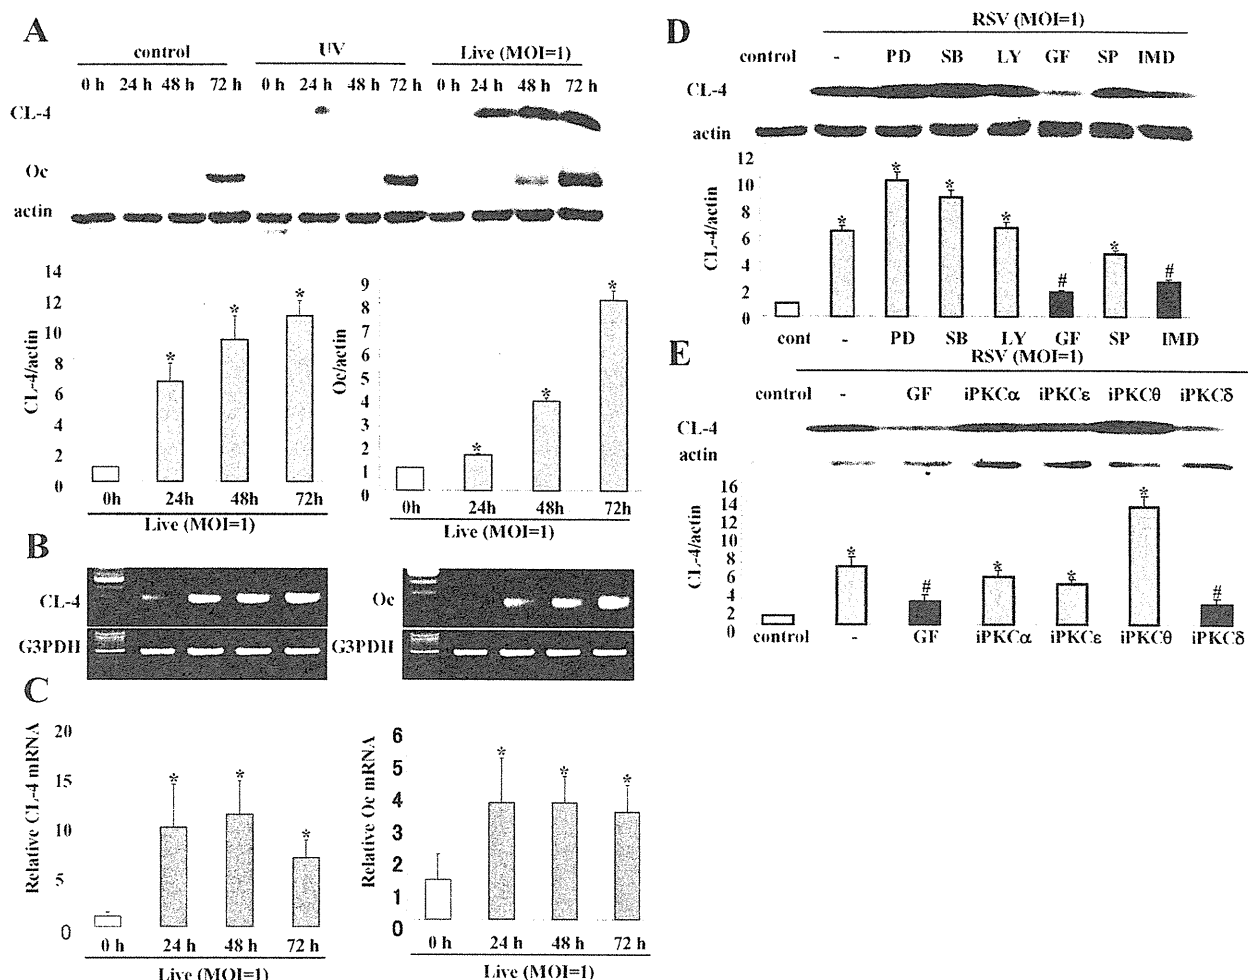 A
control UV Live (MOI=1)
0 h 24 h 48 h 72 h 0 h 24 h 48 h 72 h 0 h 24 h 48 h 72 h
CL-4
Oc
actin
CL-4/actin
14
12
10
8
6
4
2
0
* * *
0h 24h 48h 72h
Live (MOI=1)
Oc/actin
9
8
7
6
5
4
3
2
1
0
* * *
0h 24h 48h 72h
Live (MOI=1)
B
CL-4
G3PDH
Oc
G3PDH
C
Relative CL-4 mRNA
20
15
10
5
0
* * *
0 h 24 h 48 h 72 h
Live (MOI=1)
Relative Oc mRNA
6
5
4
3
2
1
0
* * *
0 h 24 h 48 h 72 h
Live (MOI=1)
D
RSV (MOI=1)
control - PD SB LY GF SP IMD
CL-4
actin
CL-4/actin
12
10
8
6
4
2
0
* * * * # * #
cont - PD SB LY GF SP IMD
E
RSV (MOI=1)
control - GF iPKCα iPKCε iPKCθ iPKCδ
CL-4
actin
CL-4/actin
16
14
12
10
8
6
4
2
0
* # * * * #
control - GF iPKCα iPKCε iPKCθ iPKCδ